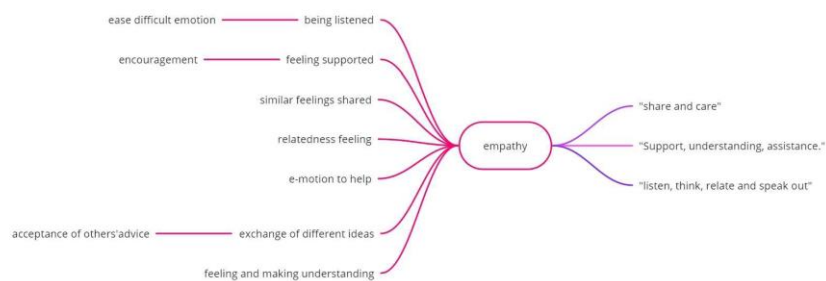 ease difficult emotion
being listened
encouragement
feeling supported
similar feelings shared
relatedness feeling
e-motion to help
acceptance of others'advice
exchange of different ideas
feeling and making understanding
empathy
"share and care"
"Support, understanding, assistance."
"listen, think, relate and speak out"